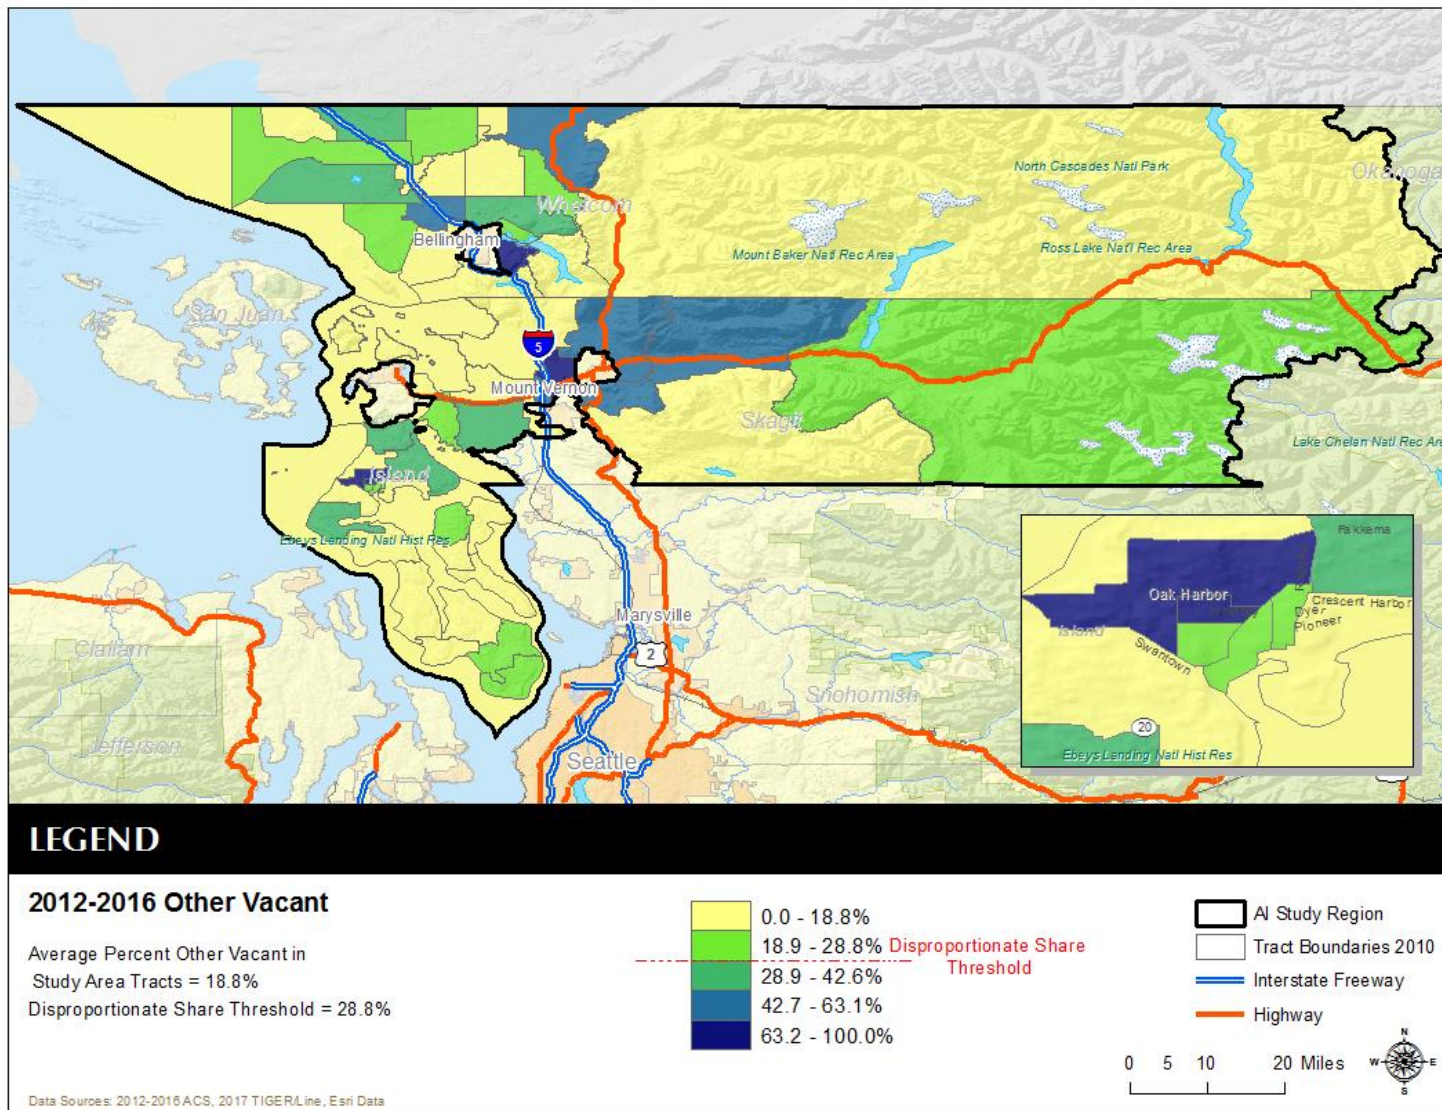 North Cascades Natl Park
Okanoga
Whatcom
Bellingham
Mount Baker Natl Rec Area
Ross Lake Natl Rec Area
San Juan
5
Mount Vernon
Skagit
Lake Chelan Natl Rec Are
Island
Ebeys Landing Natl Hist Res
Fakkema
Oak Harbor
Crescent Harbor
Dyer
Pioneer
Island
Swantown
Marysville
2
Clallam
Snohomish
20
Jefferson
Ebeys Landing Natl Hist Res
Seattle
LEGEND
2012-2016 Other Vacant
Average Percent Other Vacant in
Study Area Tracts = 18.8%
Disproportionate Share Threshold = 28.8%
0.0 - 18.8%
18.9 - 28.8%
28.9 - 42.6%
42.7 - 63.1%
63.2 - 100.0%
Disproportionate Share
Threshold
AI Study Region
Tract Boundaries 2010
Interstate Freeway
Highway
0 5 10 20 Miles
N
W E
S
Data Sources: 2012-2016 ACS, 2017 TIGER/Line, Esri Data